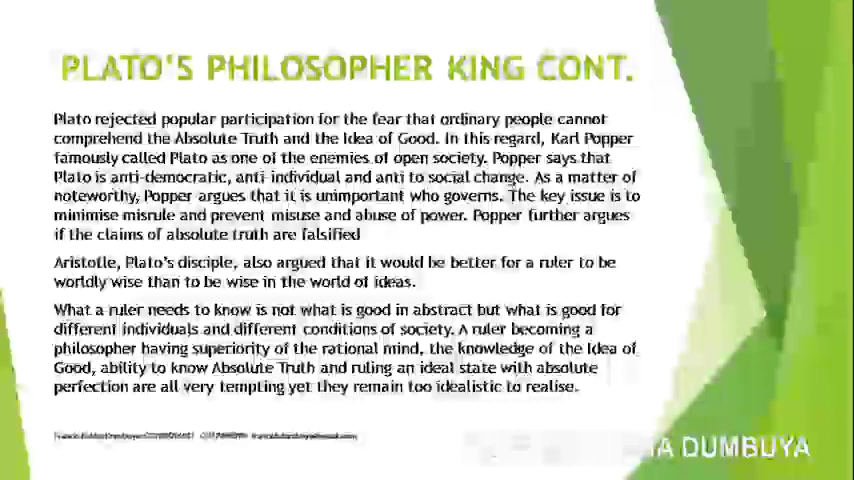 PLATO'S PHILOSOPHER KING CONT.
Plato rejected popular participation for the fear that ordinary people cannot
comprehend the Absolute Truth and the Idea of Good. In this regard, Karl Popper
famously called Plato as one of the enemies of open society. Popper says that
Plato is anti-democratic, anti-individual and anti to social change. As a matter of
noteworthy, Popper argues that it is unimportant who governs. The key issue is to
minimise misrule and prevent misuse and abuse of power. Popper further argues
if the claims of absolute truth are falsified
Aristotle, Plato's disciple, also argued that it would be better for a ruler to be
worldly wise than to be wise in the world of ideas.
What a ruler needs to know is not what is good in abstract but what is good for
different individuals and different conditions of society. A ruler becoming a
philosopher having superiority of the rational mind, the knowledge of the Idea of
Good, ability to know Absolute Truth and ruling an ideal state with absolute
perfection are all very tempting yet they remain too idealistic to realise.
DUMBUYA